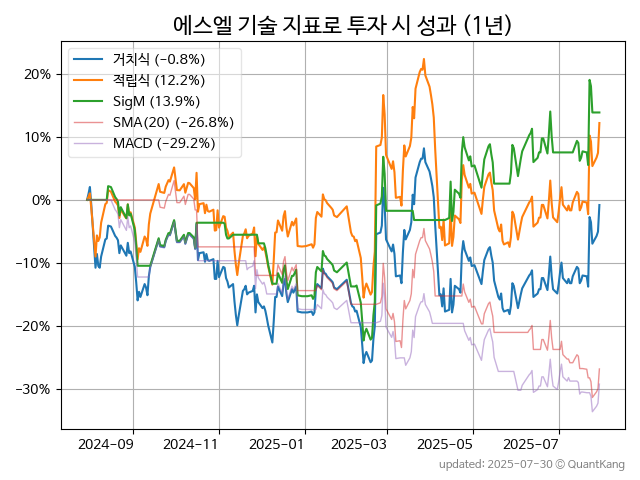 에스엘 기술 지표로 투자 시 성과 (1년)
거치식 (−0.8%)
적립식 (12.2%)
SigM (13.9%)
SMA(20) (−26.8%)
MACD (−29.2%)
20%
10%
0%
−10%
−20%
−30%
2024-09 2024-11 2025-01 2025-03 2025-05 2025-07
updated: 2025-07-30 © QuantKang